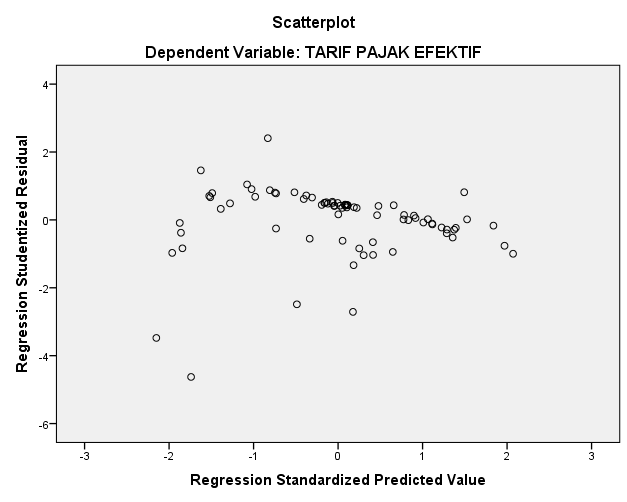 Scatterplot
Dependent Variable: TARIF PAJAK EFEKTIF
Regression Studentized Residual
4
2
0
-2
-4
-6
-3 -2 -1 0 1 2 3
Regression Standardized Predicted Value